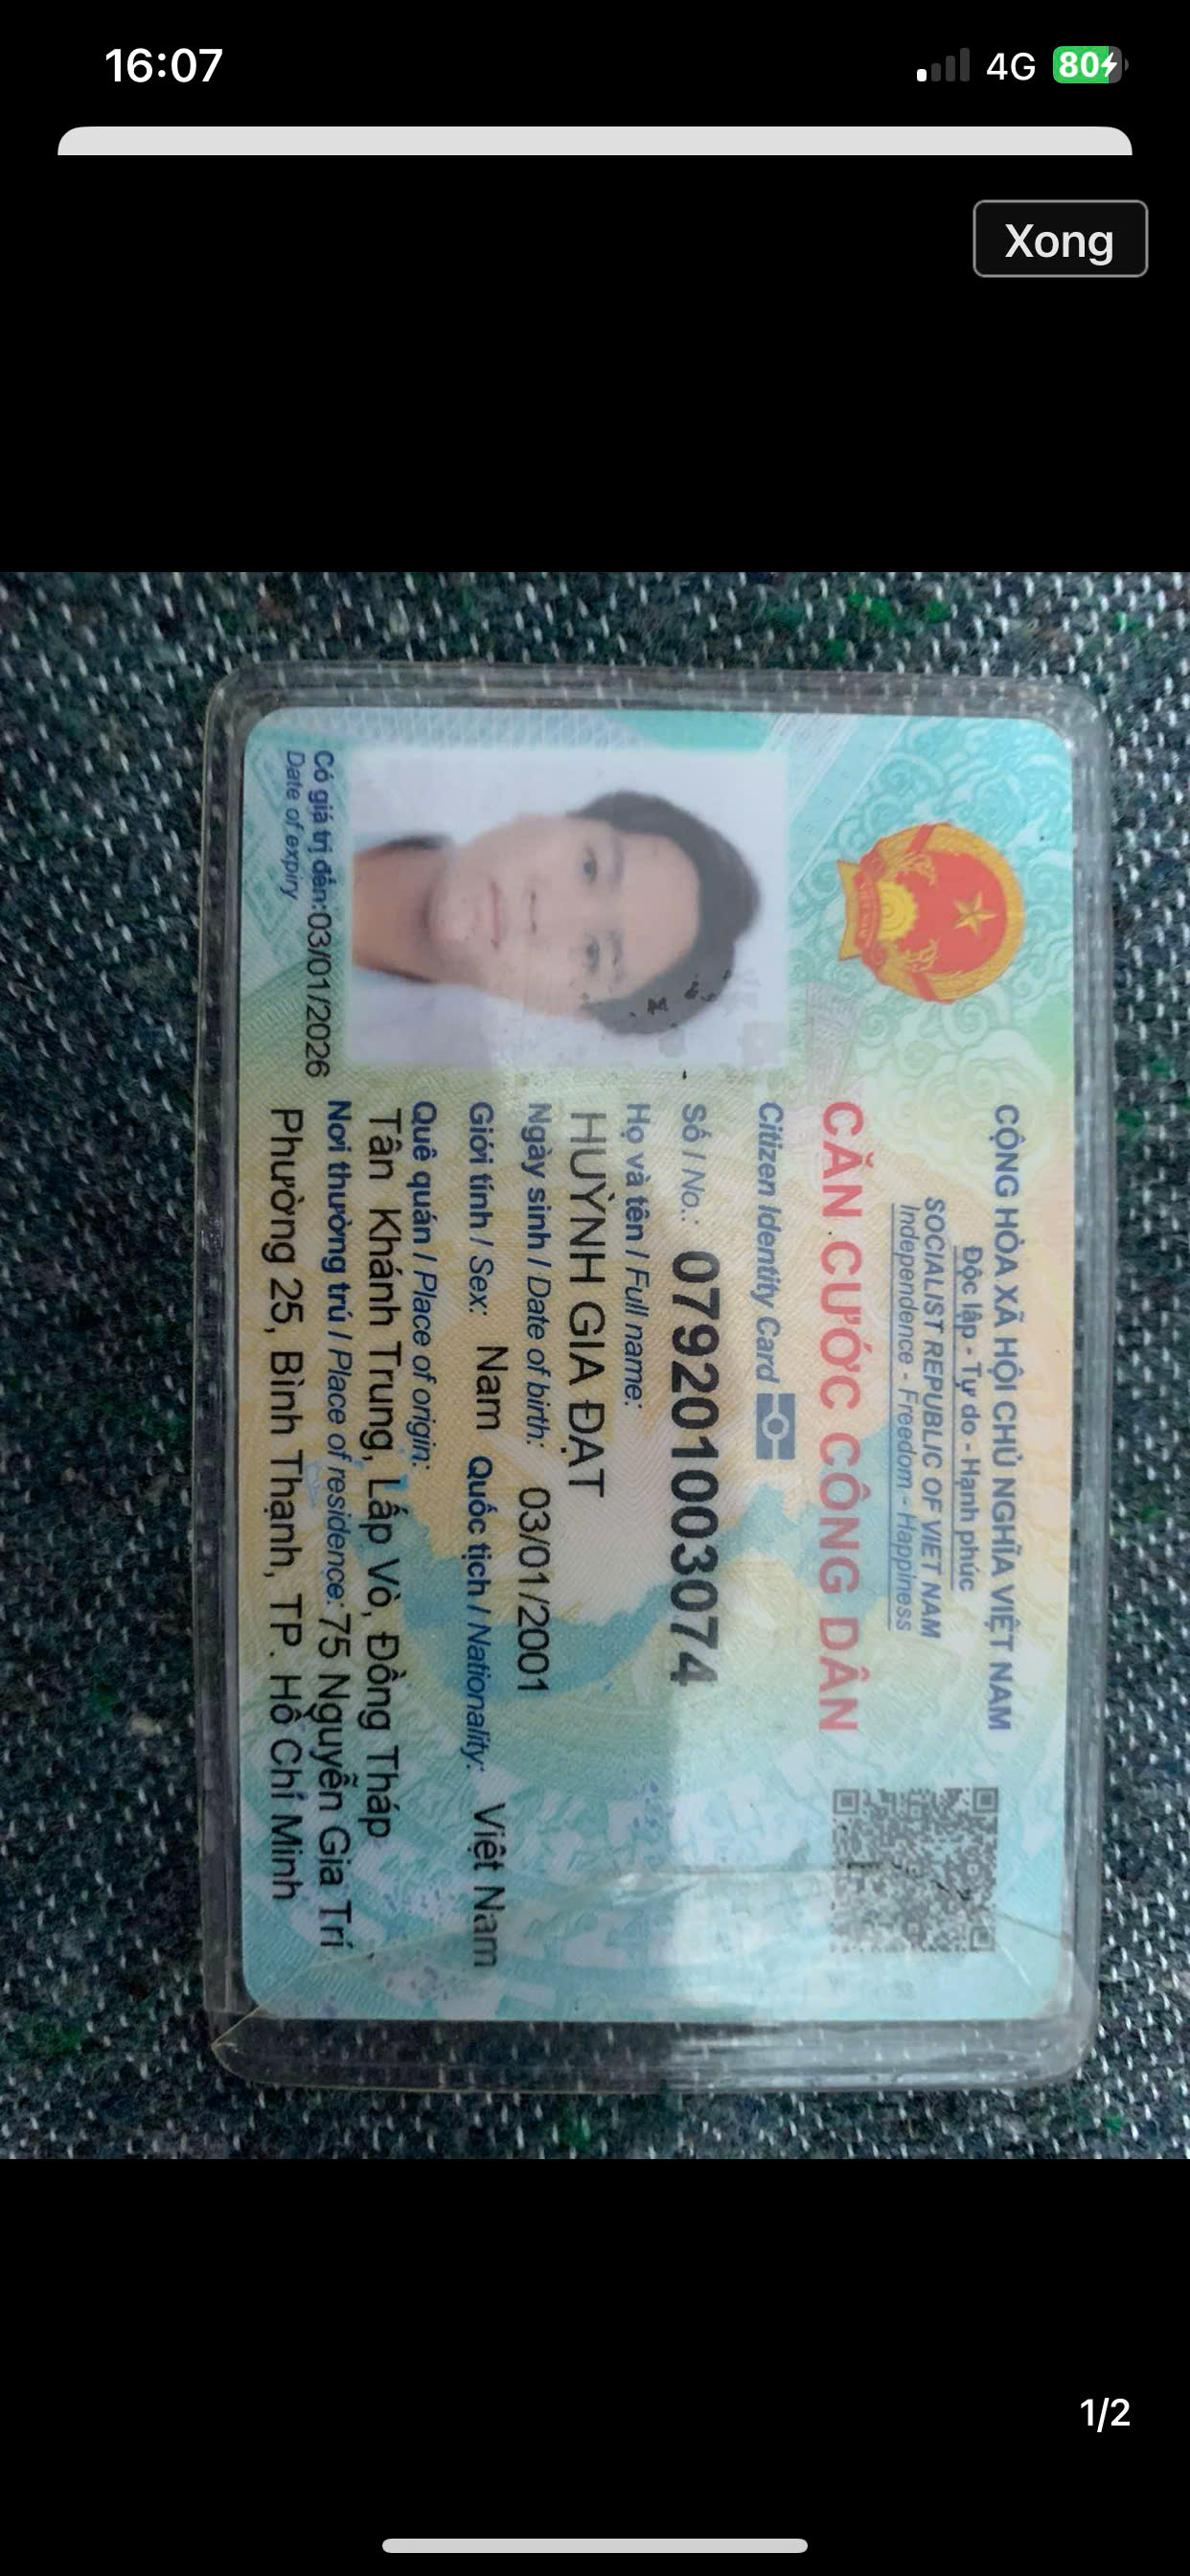 16:07
4G
80
Xong
CỘNG HÒA XÃ HỘI CHỦ NGHĨA VIỆT NAM
Độc lập - Tự do - Hạnh phúc
SOCIALIST REPUBLIC OF VIET NAM
Independence - Freedom - Happiness
CĂN CƯỚC CÔNG DÂN
Citizen Identity Card
Số / No.: 079201003074
Họ và tên / Full name:
HUỲNH GIA ĐẠT
Ngày sinh / Date of birth: 03/01/2001
Giới tính / Sex: Nam Quốc tịch / Nationality: Việt Nam
Quê quán / Place of origin:
Tân Khánh Trung, Lấp Vò, Đồng Tháp
Nơi thường trú / Place of residence: 75 Nguyễn Gia Trí
Phường 25, Bình Thạnh, TP. Hồ Chí Minh
Có giá trị đến: 03/01/2026
Date of expiry
1/2